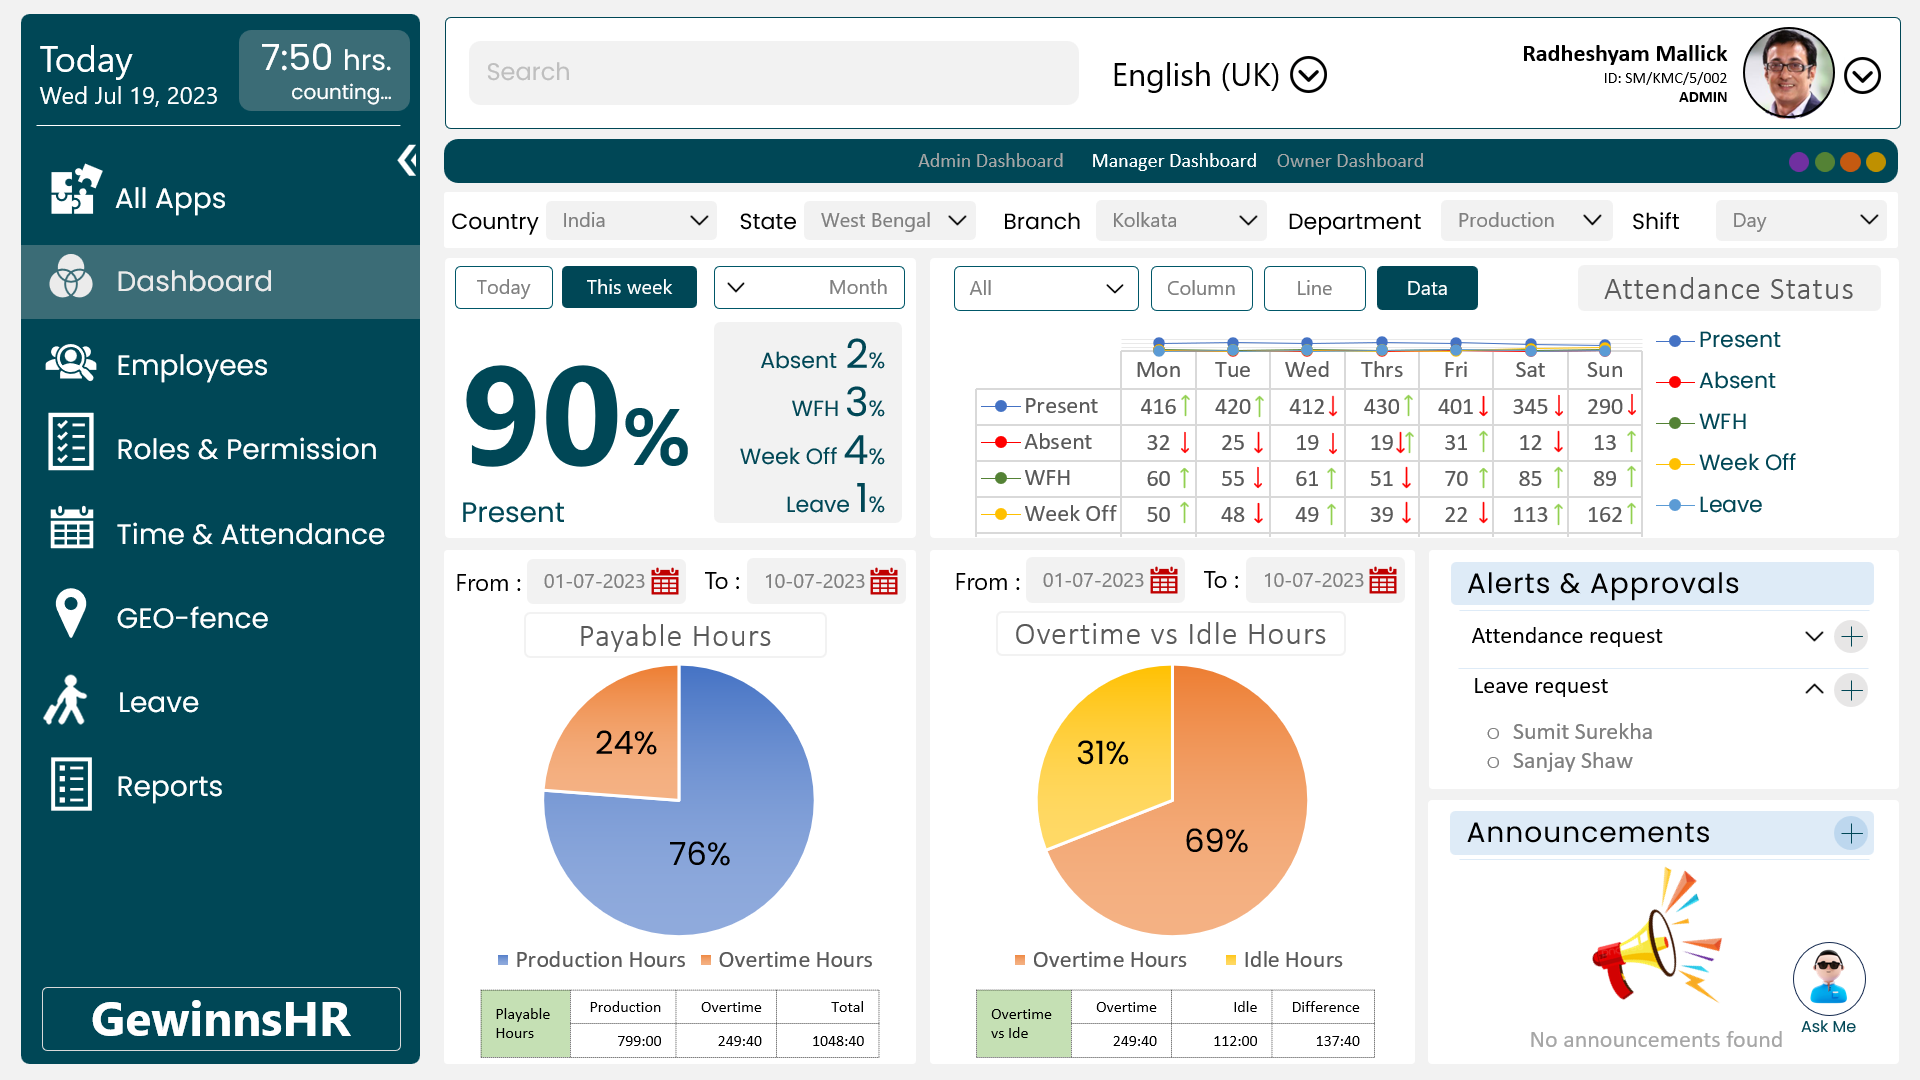 Today
Wed Jul 19, 2023
7:50 hrs.
counting...
All Apps
Dashboard
Employees
Roles & Permission
Time & Attendance
GEO-fence
Leave
Reports
GewinnsHR
Search
English (UK)
Radheshyam Mallick
ID: SM/KMC/5/002
ADMIN
Admin Dashboard Manager Dashboard Owner Dashboard
Country India State West Bengal Branch Kolkata Department Production Shift Day
Today This week Month
90%
Present
Absent 2%
WFH 3%
Week Off 4%
Leave 1%
All Column Line Data Attendance Status
Mon Tue Wed Thrs Fri Sat Sun
Present 416↑ 420↑ 412↓ 430↑ 401↓ 345↓ 290↓
Absent 32↓ 25↓ 19↓ 19↓↑ 31↑ 12↓ 13↑
WFH 60↑ 55↓ 61↑ 51↓ 70↑ 85↑ 89↑
Week Off 50↑ 48↓ 49↑ 39↓ 22↓ 113↑ 162↑
Present
Absent
WFH
Week Off
Leave
From : 01-07-2023 To : 10-07-2023
Payable Hours
24%
76%
Production Hours Overtime Hours
Playable Hours
Production Overtime Total
799:00 249:40 1048:40
From : 01-07-2023 To : 10-07-2023
Overtime vs Idle Hours
31%
69%
Overtime Hours Idle Hours
Overtime vs Ide
Overtime Idle Difference
249:40 112:00 137:40
Alerts & Approvals
Attendance request
Leave request
Sumit Surekha
Sanjay Shaw
Announcements
No announcements found
Ask Me